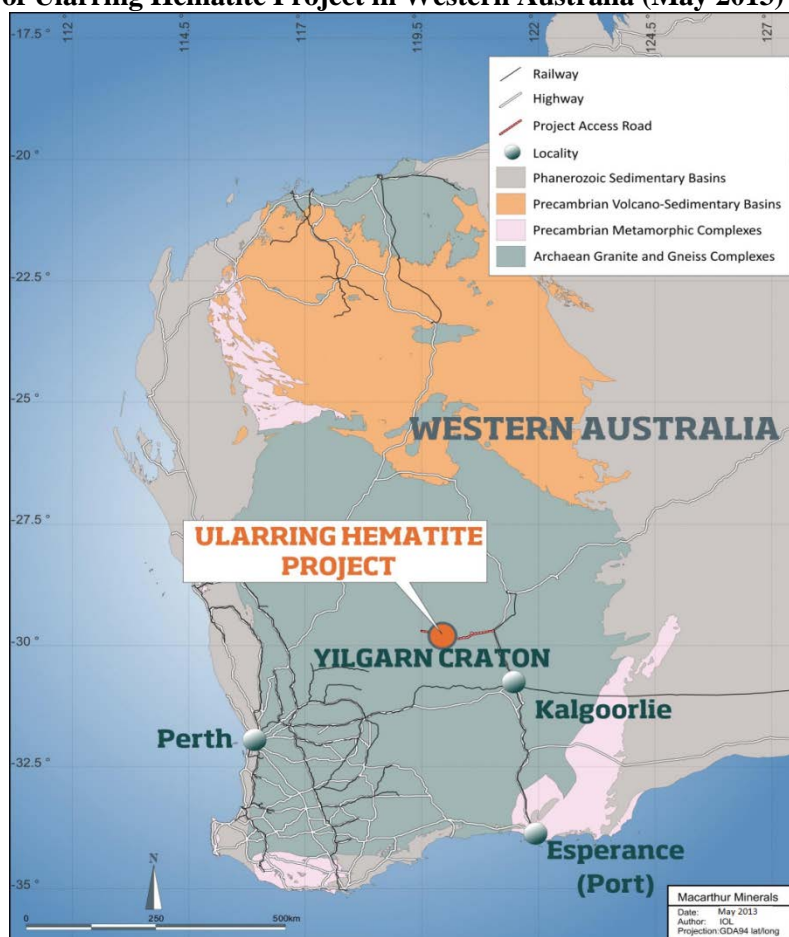 of Ularring Hematite Project in Western Australia (May 2013)
112
114.5
117
119.5
122
124.5
127
-17.5 °
-20 °
-22.5 °
-25 °
-27.5 °
-30 °
-32.5 °
-35 °
Railway
Highway
Project Access Road
Locality
Phanerozoic Sedimentary Basins
Precambrian Volcano-Sedimentary Basins
Precambrian Metamorphic Complexes
Archaean Granite and Gneiss Complexes
WESTERN AUSTRALIA
ULARRING HEMATITE
PROJECT
YILGARN CRATON
Kalgoorlie
Perth
Esperance
(Port)
N
0 250 500km
Macarthur Minerals
Date: May 2013
Author: IOL
Projection:GDA94 lat/long